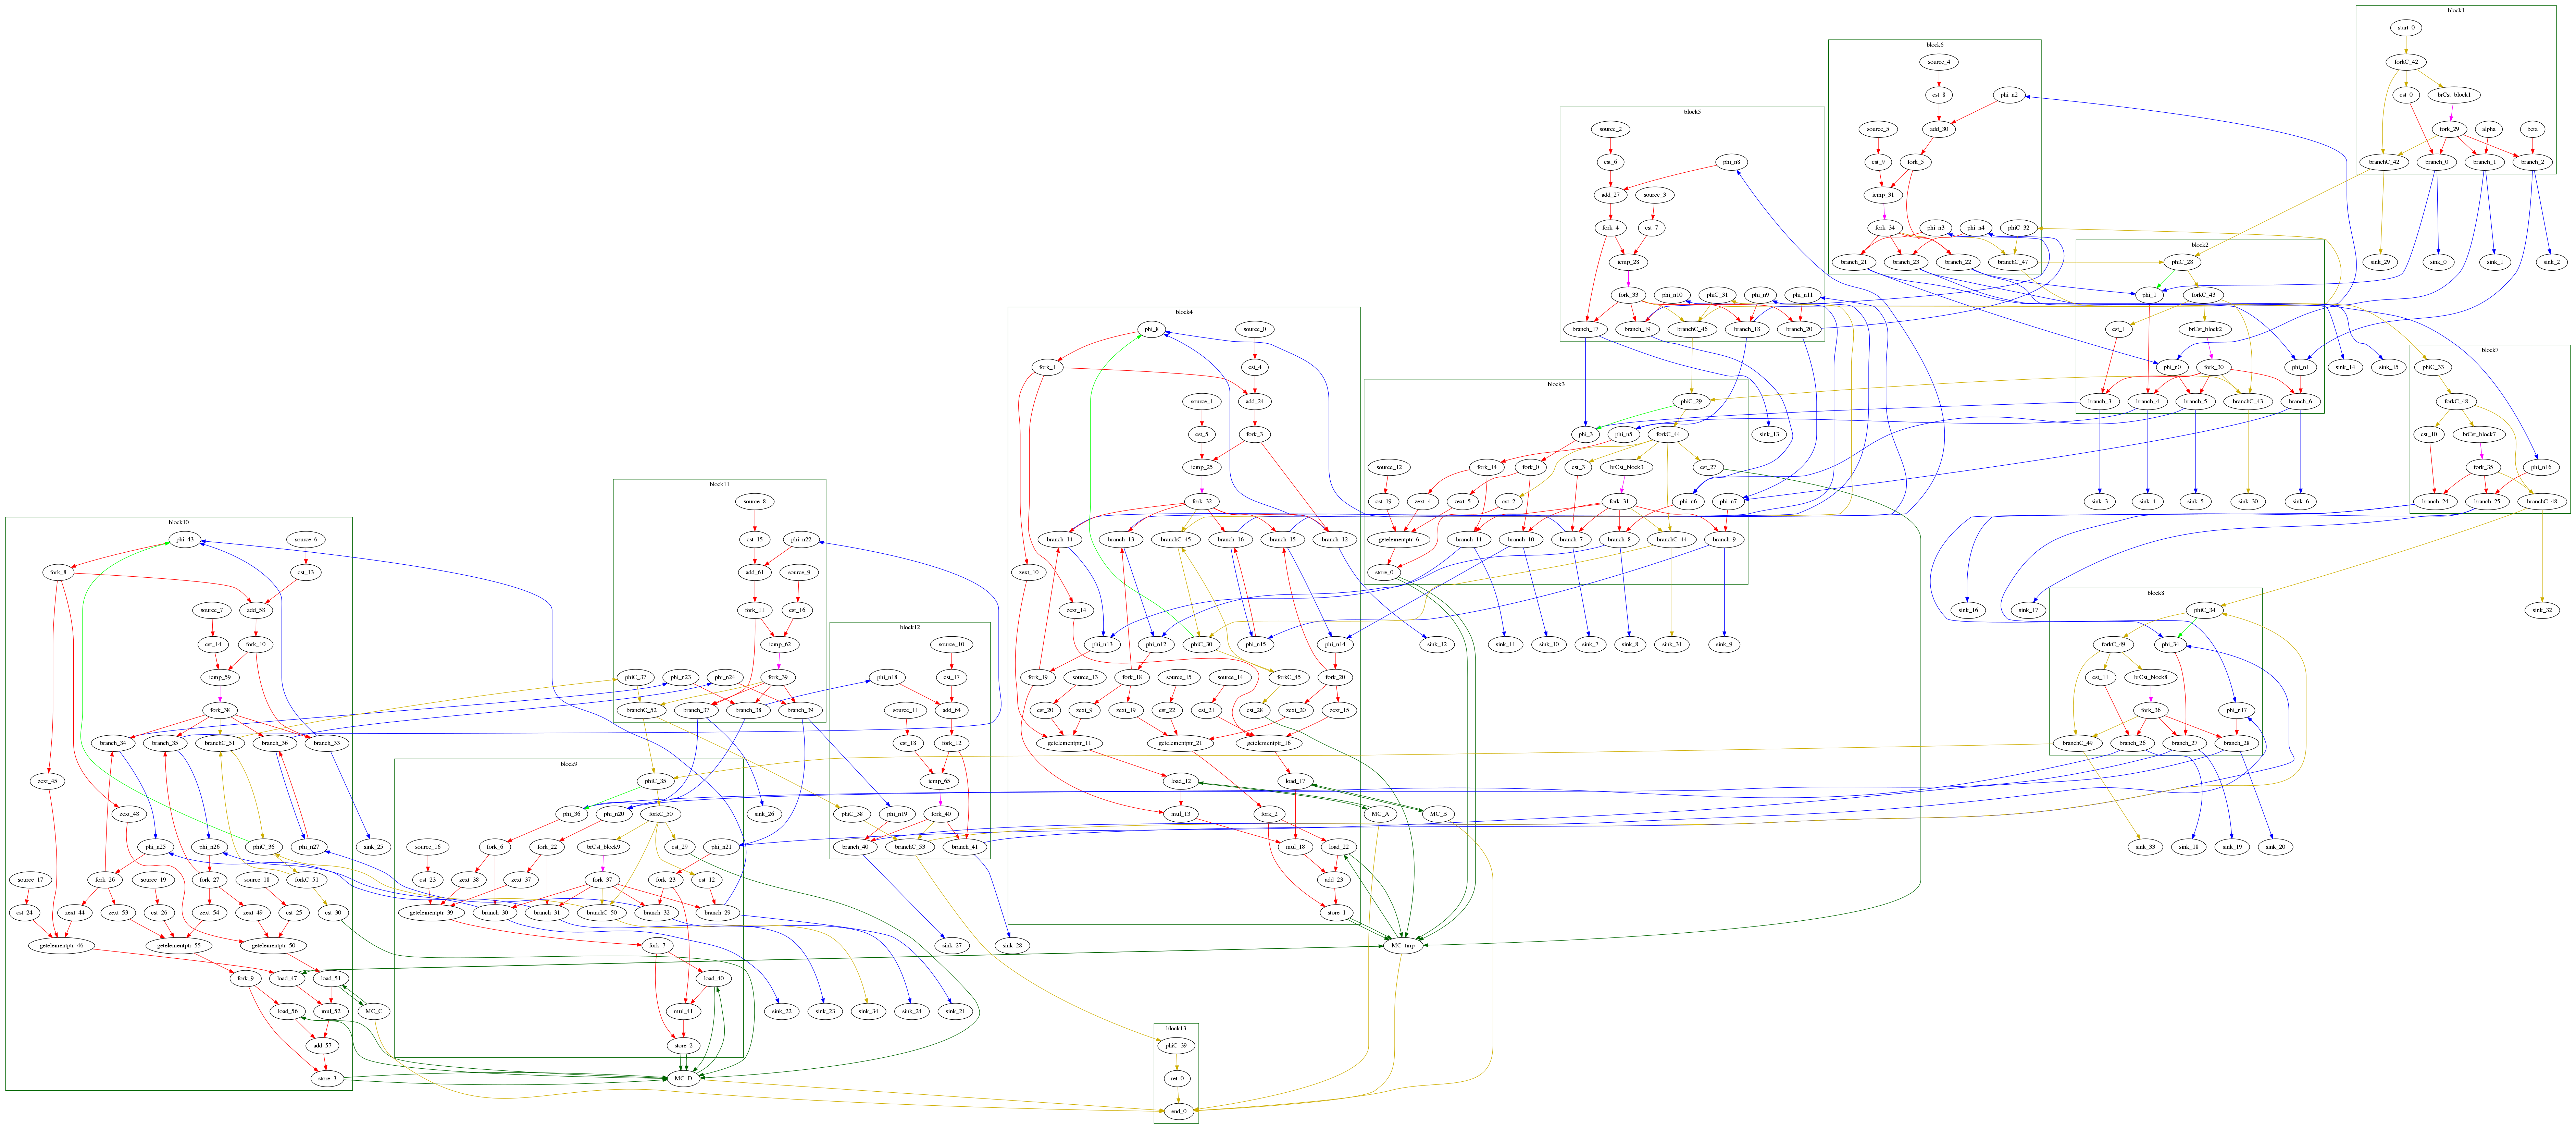 block1
start_0
forkC_42
cst_0
brCst_block1
fork_29
alpha
beta
branchC_42
branch_0
branch_1
branch_2
sink_29
sink_0
sink_1
sink_2
block6
source_4
cst_8
phi_n2
source_5
add_30
cst_9
fork_5
icmp_31
fork_34
phi_n3
phi_n4
phiC_32
branch_21
branch_23
branch_22
branchC_47
block5
source_2
cst_6
phi_n8
add_27
source_3
fork_4
cst_7
icmp_28
fork_33
phi_n10
phiC_31
phi_n9
phi_n11
branch_17
branch_19
branchC_46
branch_18
branch_20
block2
phiC_28
phi_1
forkC_43
cst_1
brCst_block2
phi_n0
fork_30
phi_n1
branch_3
branch_4
branch_5
branchC_43
branch_6
sink_14
sink_15
sink_3
sink_4
sink_5
sink_30
sink_6
block7
phiC_33
forkC_48
cst_10
brCst_block7
fork_35
phi_n16
branch_24
branch_25
branchC_48
sink_16
sink_17
sink_32
block4
phi_8
source_0
fork_1
cst_4
source_1
add_24
cst_5
fork_3
icmp_25
fork_32
branch_14
branch_13
branchC_45
branch_16
branch_15
branch_12
zext_10
zext_14
phi_n13
phi_n12
phiC_30
phi_n15
phi_n14
fork_19
source_13
fork_18
source_15
source_14
forkC_45
fork_20
cst_20
zext_9
zext_19
cst_22
cst_21
cst_28
zext_20
zext_15
getelementptr_11
getelementptr_21
getelementptr_16
load_12
load_17
mul_13
fork_2
mul_18
load_22
add_23
store_1
sink_12
MC_A
MC_B
MC_tmp
block3
phiC_29
phi_3
phi_n5
forkC_44
source_12
fork_14
fork_0
cst_3
brCst_block3
cst_27
cst_19
zext_4
zext_5
cst_2
fork_31
phi_n6
phi_n7
getelementptr_6
branch_11
branch_10
branch_7
branch_8
branchC_44
branch_9
store_0
sink_13
sink_11
sink_10
sink_7
sink_8
sink_31
sink_9
block8
phiC_34
forkC_49
phi_34
cst_11
brCst_block8
fork_36
phi_n17
branchC_49
branch_26
branch_27
branch_28
sink_33
sink_18
sink_19
sink_20
block11
source_8
cst_15
phi_n22
add_61
source_9
fork_11
cst_16
icmp_62
phiC_37
phi_n23
phi_n24
fork_39
branchC_52
branch_37
branch_38
branch_39
block12
source_10
phi_n18
cst_17
source_11
add_64
cst_18
fork_12
icmp_65
phiC_38
phi_n19
fork_40
branch_40
branchC_53
branch_41
sink_26
sink_27
sink_28
block10
phi_43
source_6
fork_8
cst_13
source_7
add_58
cst_14
fork_10
icmp_59
fork_38
branch_34
branch_35
branchC_51
branch_36
branch_33
zext_45
zext_48
phi_n25
phi_n26
phiC_36
phi_n27
source_17
fork_26
source_19
fork_27
source_18
forkC_51
cst_24
zext_44
zext_53
cst_26
zext_54
zext_49
cst_25
cst_30
getelementptr_46
getelementptr_55
getelementptr_50
fork_9
load_47
load_51
load_56
mul_52
add_57
store_3
sink_25
MC_C
block9
phiC_35
phi_36
phi_n20
forkC_50
source_16
fork_6
fork_22
brCst_block9
cst_29
phi_n21
cst_23
zext_38
zext_37
fork_37
fork_23
cst_12
getelementptr_39
branch_30
branch_31
branchC_50
branch_32
branch_29
fork_7
load_40
mul_41
store_2
MC_D
sink_22
sink_23
sink_34
sink_24
sink_21
block13
phiC_39
ret_0
end_0